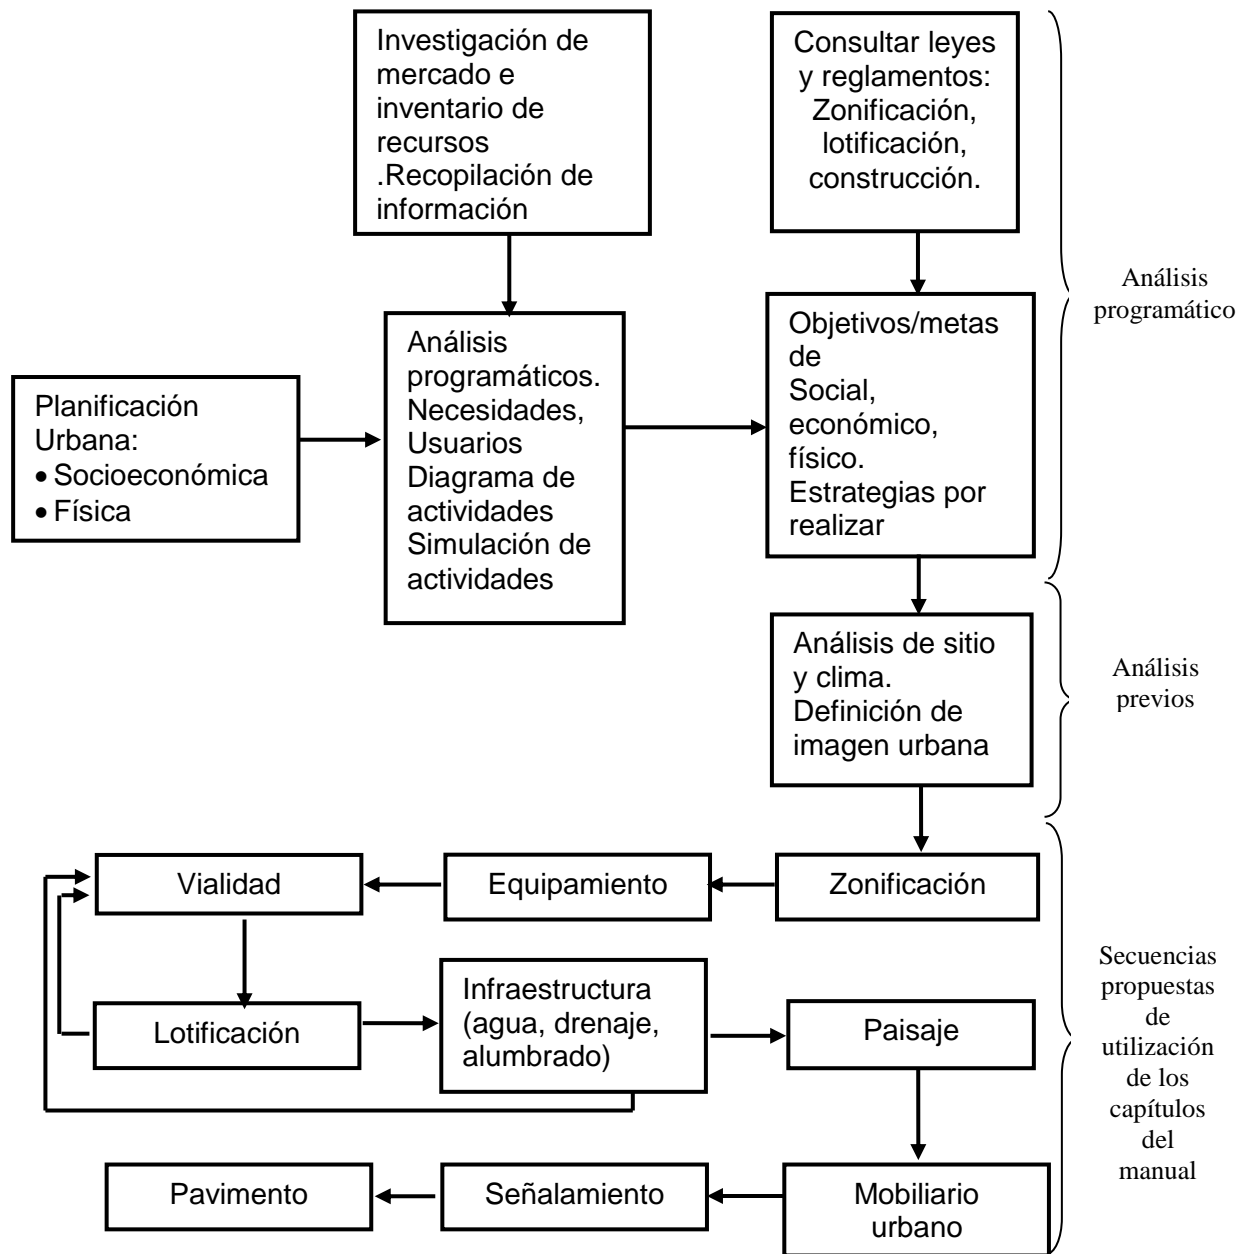 Investigación de
mercado e
inventario de
recursos
.Recopilación de
información
Consultar leyes
y reglamentos:
Zonificación,
lotificación,
construcción.
Análisis
programático
Planificación
Urbana:
• Socioeconómica
• Física
Análisis
programáticos.
Necesidades,
Usuarios
Diagrama de
actividades
Simulación de
actividades
Objetivos/metas
de
Social,
económico,
físico.
Estrategias por
realizar
Análisis de sitio
y clima.
Definición de
imagen urbana
Análisis
previos
Vialidad
Equipamiento
Zonificación
Lotificación
Infraestructura
(agua, drenaje,
alumbrado)
Paisaje
Secuencias
propuestas
de
utilización
de los
capítulos
del
manual
Pavimento
Señalamiento
Mobiliario
urbano